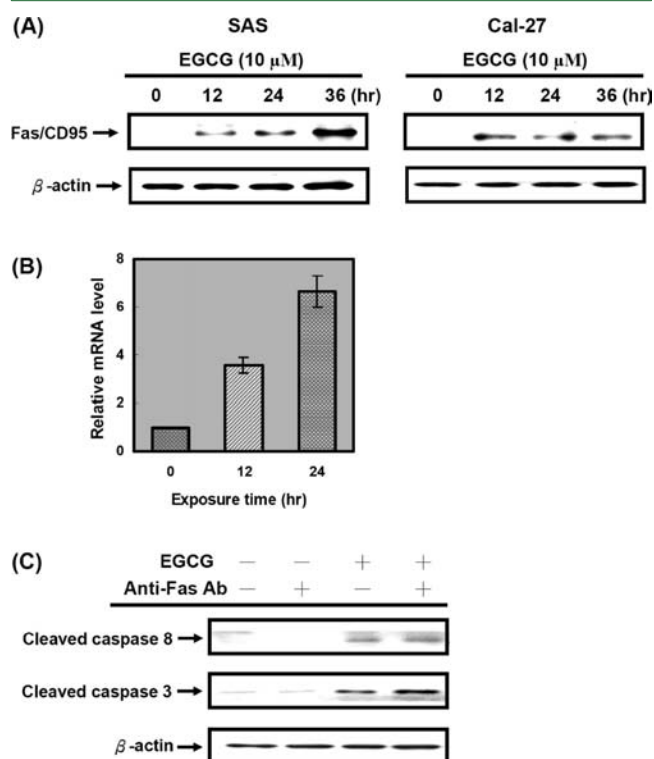 (A)
SAS
Cal-27
EGCG (10 μM)
EGCG (10 μM)
0 12 24 36 (hr)
0 12 24 36 (hr)
Fas/CD95
β-actin
(B)
Relative mRNA level
8
6
4
2
0
0 12 24
Exposure time (hr)
(C)
EGCG − − + +
Anti-Fas Ab − + − +
Cleaved caspase 8
Cleaved caspase 3
β-actin